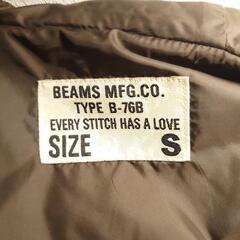 BEAMS MFG.CO.
TYPE B-76B
EVERY STITCH HAS A LOVE
SIZE S